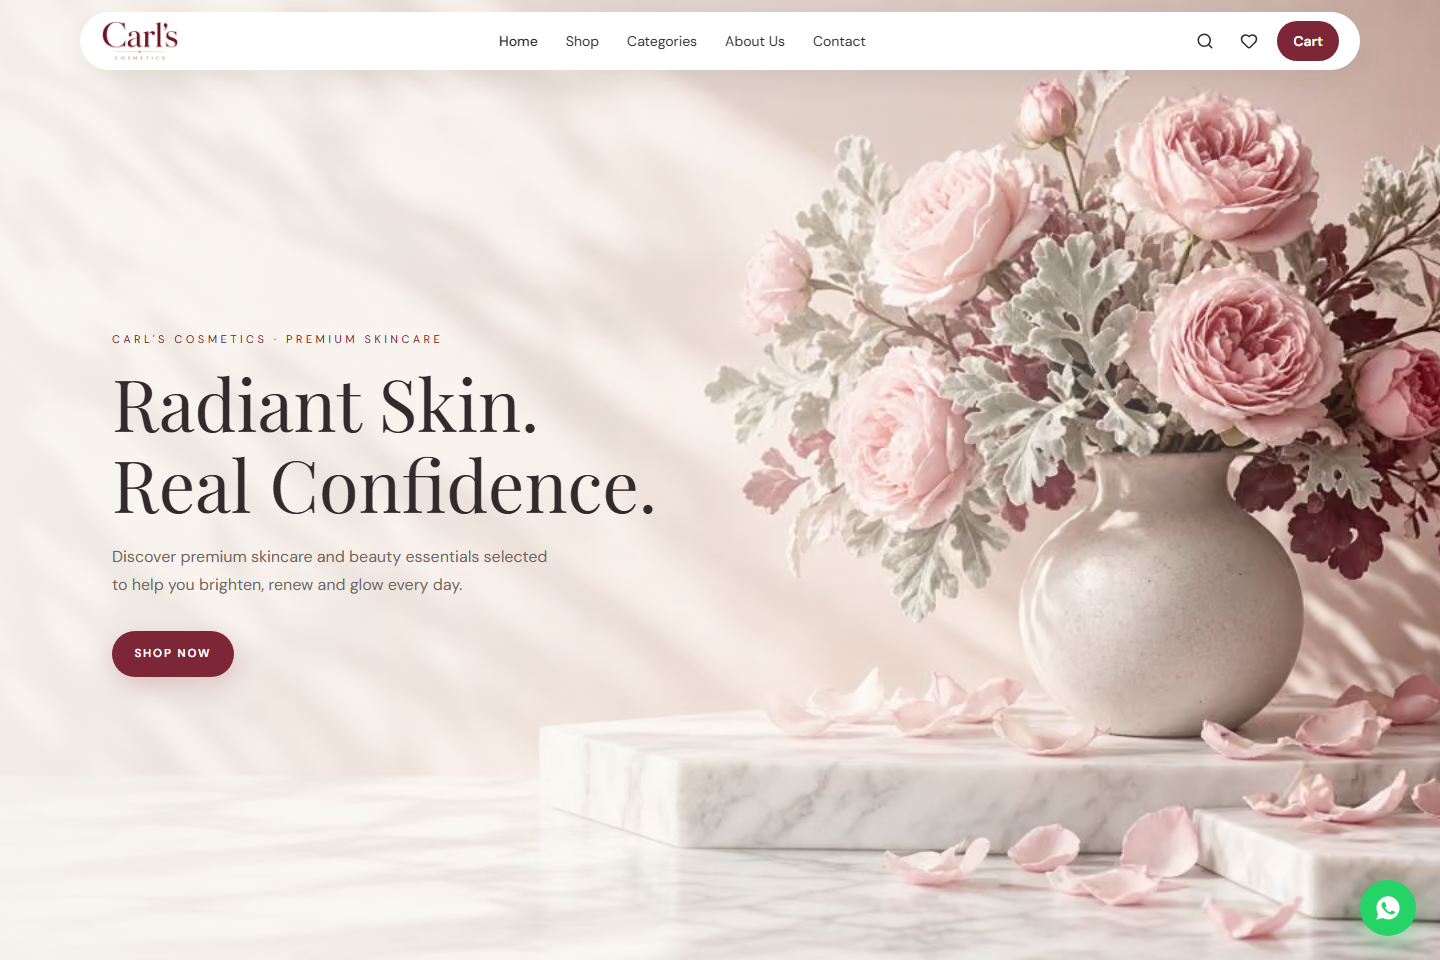 Carl's
COSMETICS
Home
Shop
Categories
About Us
Contact
Cart
CARL'S COSMETICS · PREMIUM SKINCARE
Radiant Skin.
Real Confidence.
Discover premium skincare and beauty essentials selected
to help you brighten, renew and glow every day.
SHOP NOW